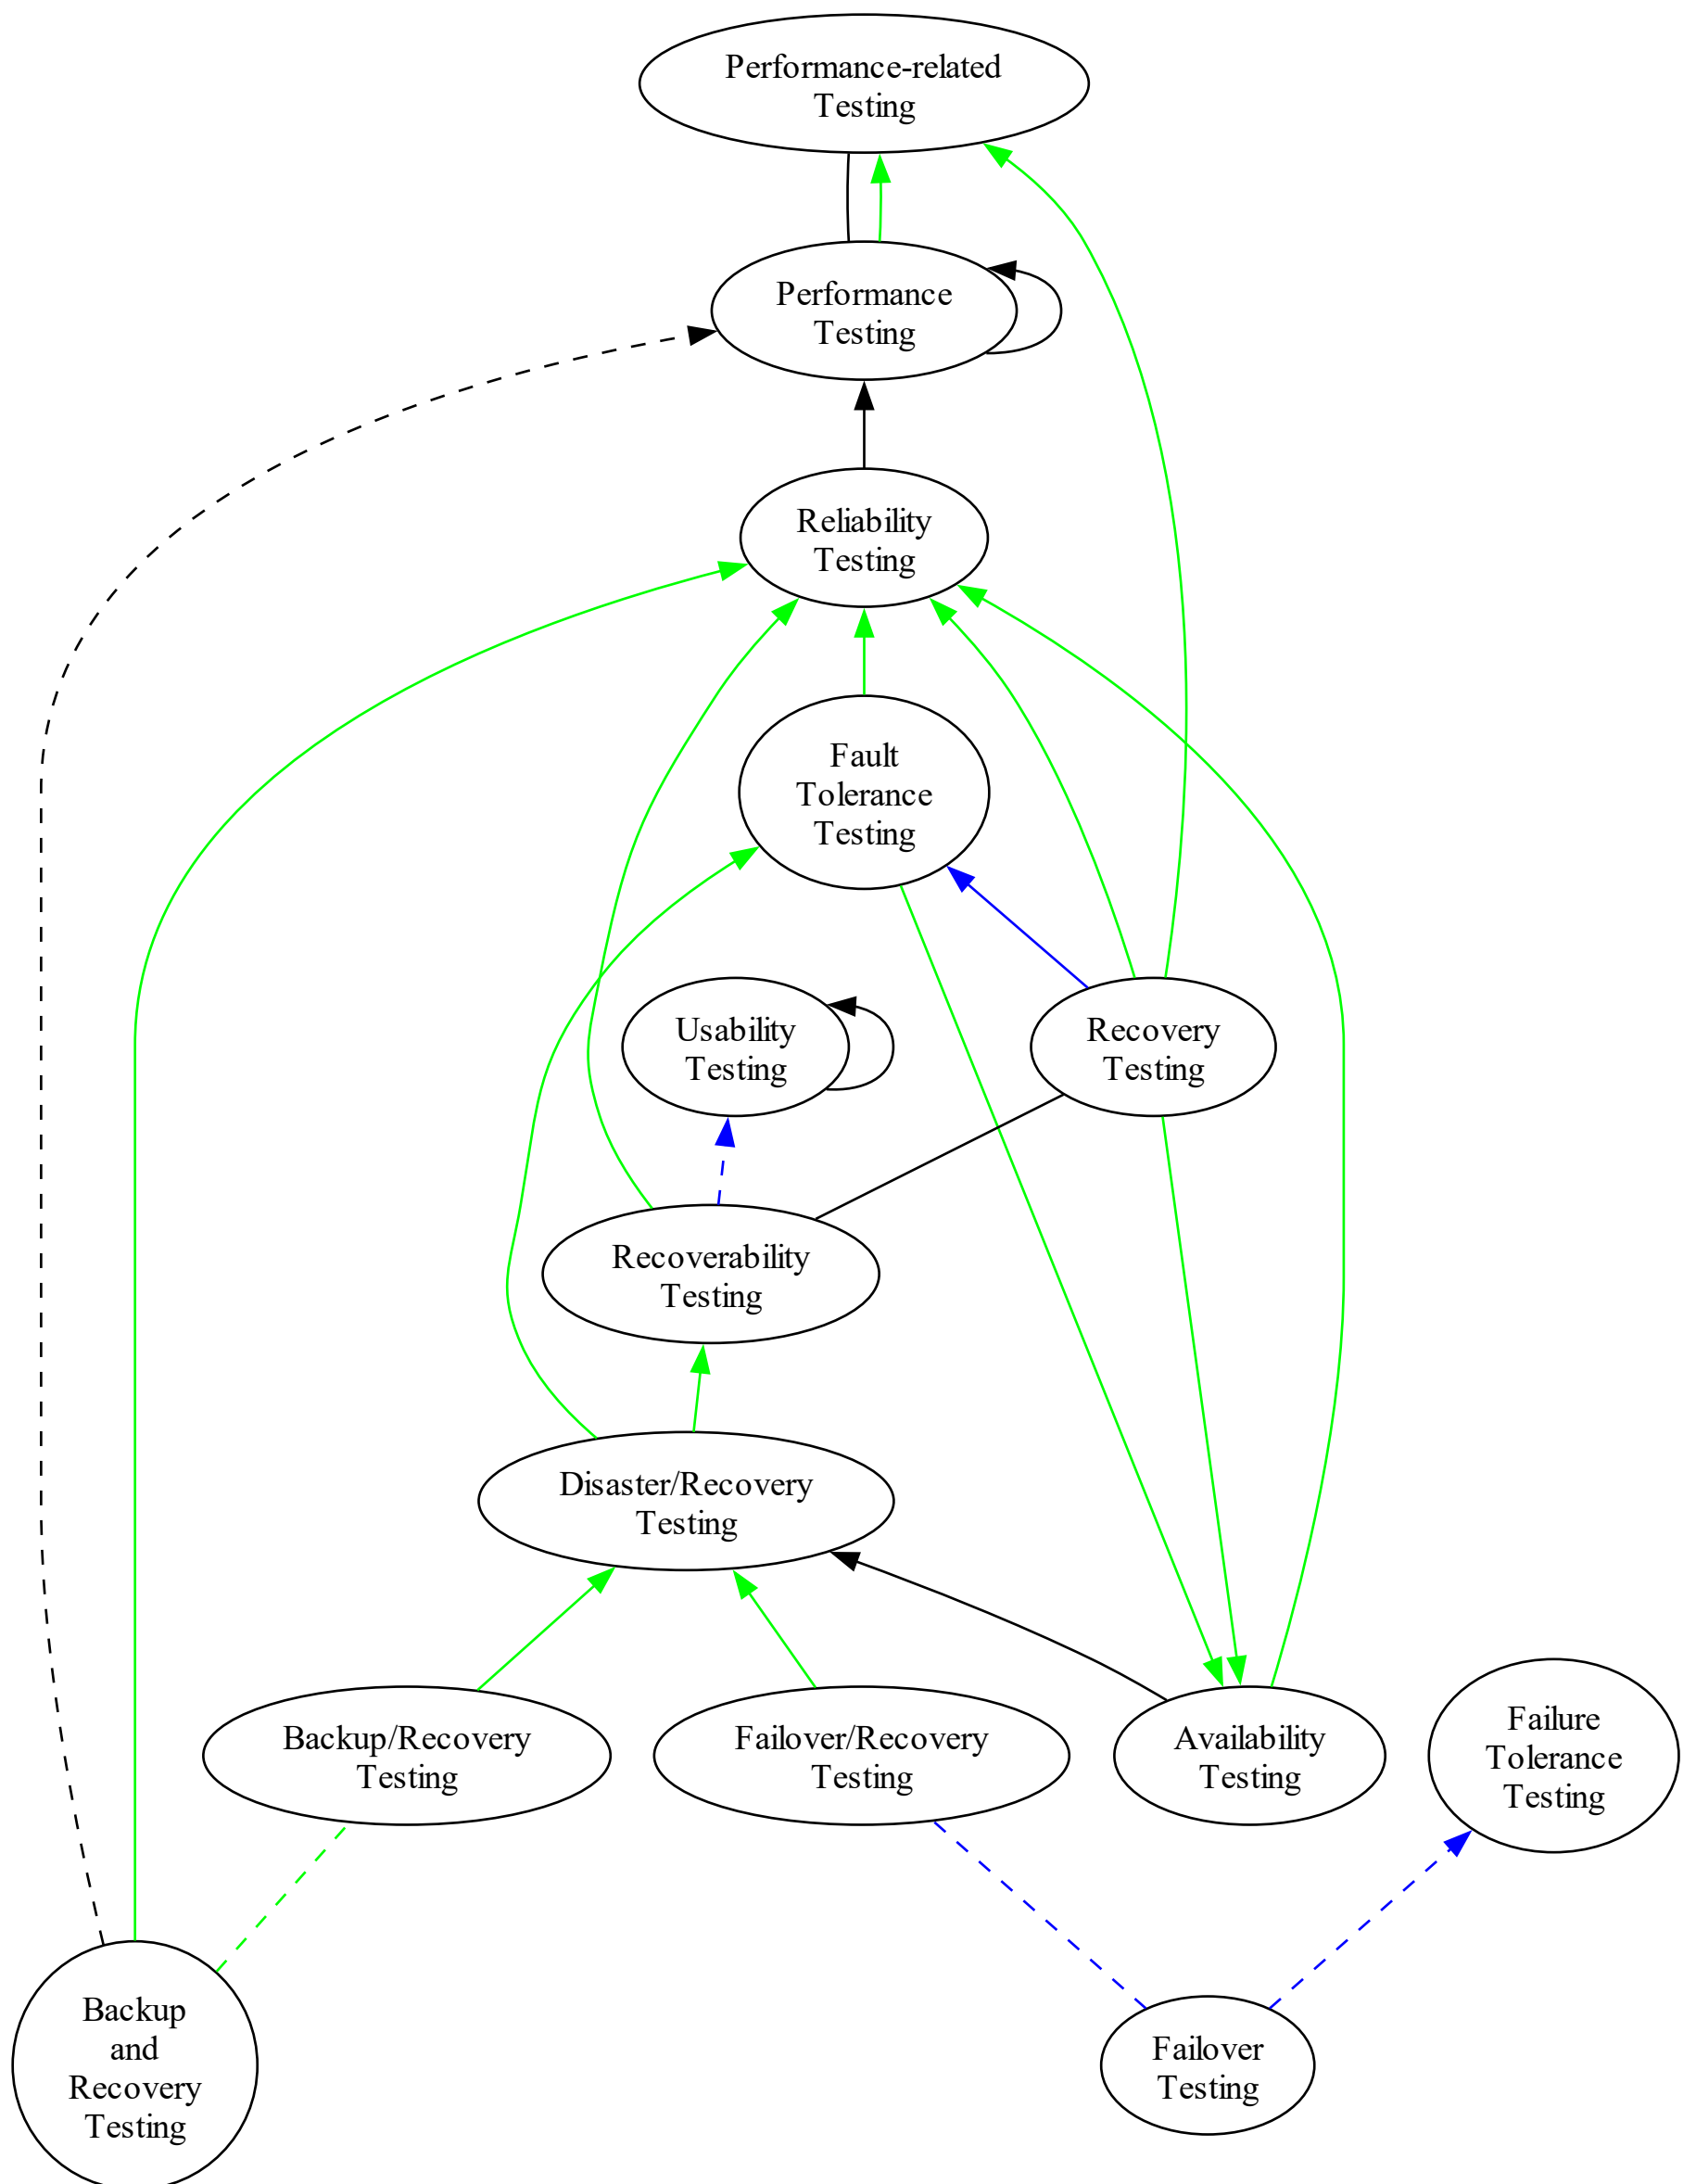 Performance-related
Testing
Performance
Testing
Reliability
Testing
Fault
Tolerance
Testing
Usability
Testing
Recovery
Testing
Recoverability
Testing
Disaster/Recovery
Testing
Backup/Recovery
Testing
Failover/Recovery
Testing
Availability
Testing
Failure
Tolerance
Testing
Backup
and
Recovery
Testing
Failover
Testing